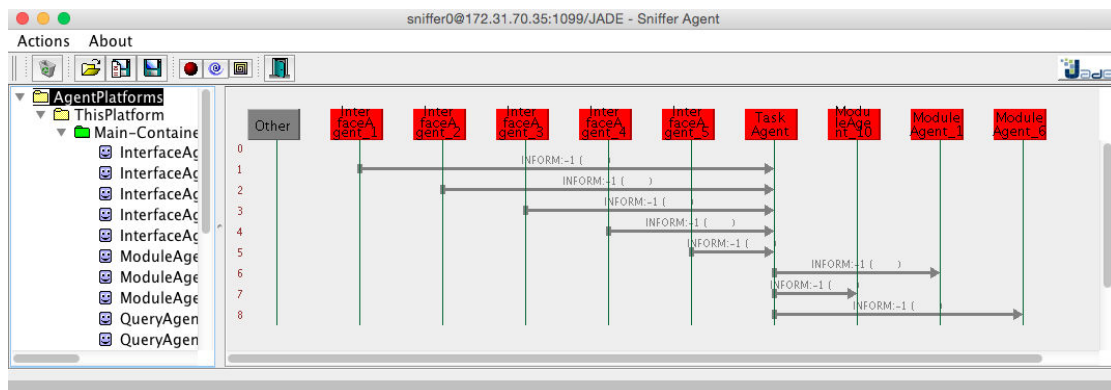 sniffer0@172.31.70.35:1099/JADE - Sniffer Agent
Actions About
Jade
AgentPlatforms
ThisPlatform
Main-Containe
InterfaceAg
InterfaceAg
InterfaceAg
InterfaceAg
InterfaceAg
ModuleAge
ModuleAge
ModuleAge
QueryAgen
QueryAgen
Other
Inter
faceA
gent_1
Inter
faceA
gent_2
Inter
faceA
gent_3
Inter
faceA
gent_4
Inter
faceA
gent_5
Task
Agent
Modu
leAge
nt_10
Module
Agent_1
Module
Agent_6
0
1 INFORM:-1 ( )
2 INFORM:-1 ( )
3 INFORM:-1 ( )
4 INFORM:-1 ( )
5 INFORM:-1 ( )
6 INFORM:-1 ( )
7 INFORM:-1 ( )
8 INFORM:-1 ( )